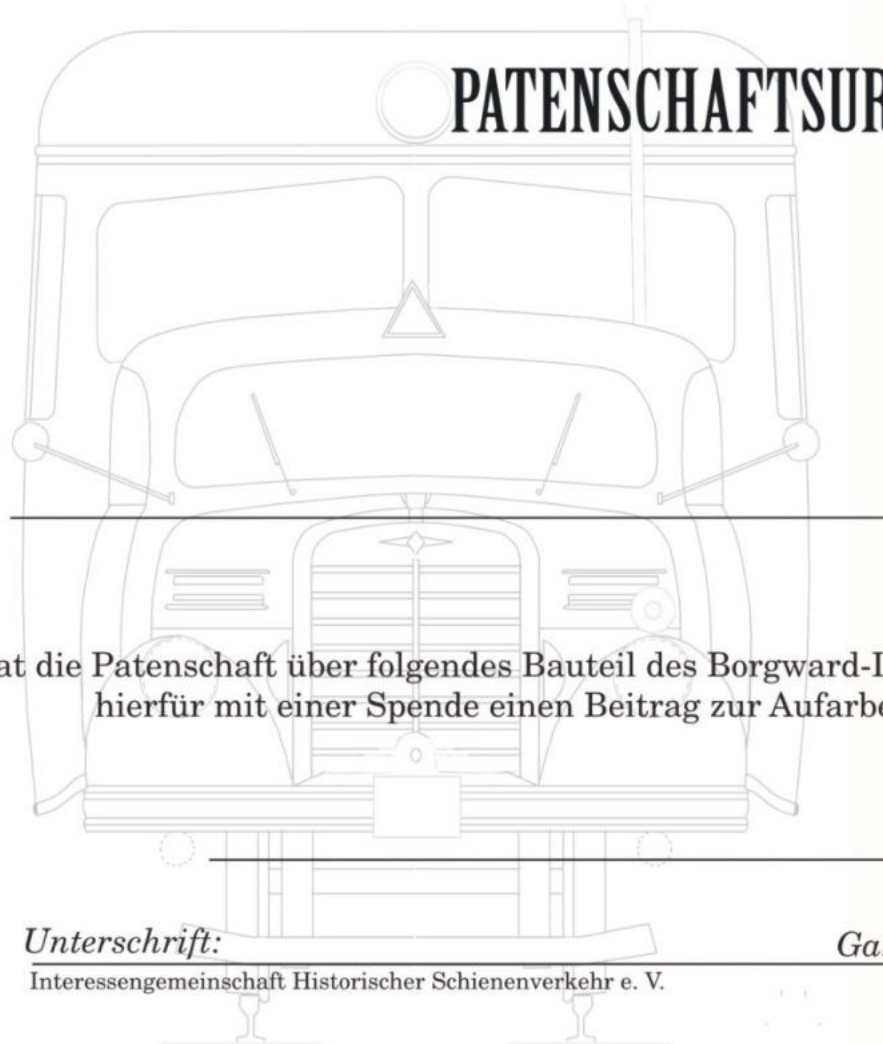 PATENSCHAFTSUR
at die Patenschaft über folgendes Bauteil des Borgward-
hierfür mit einer Spende einen Beitrag zur Aufarbe
Unterschrift:
Ga
Interessengemeinschaft Historischer Schienenverkehr e. V.